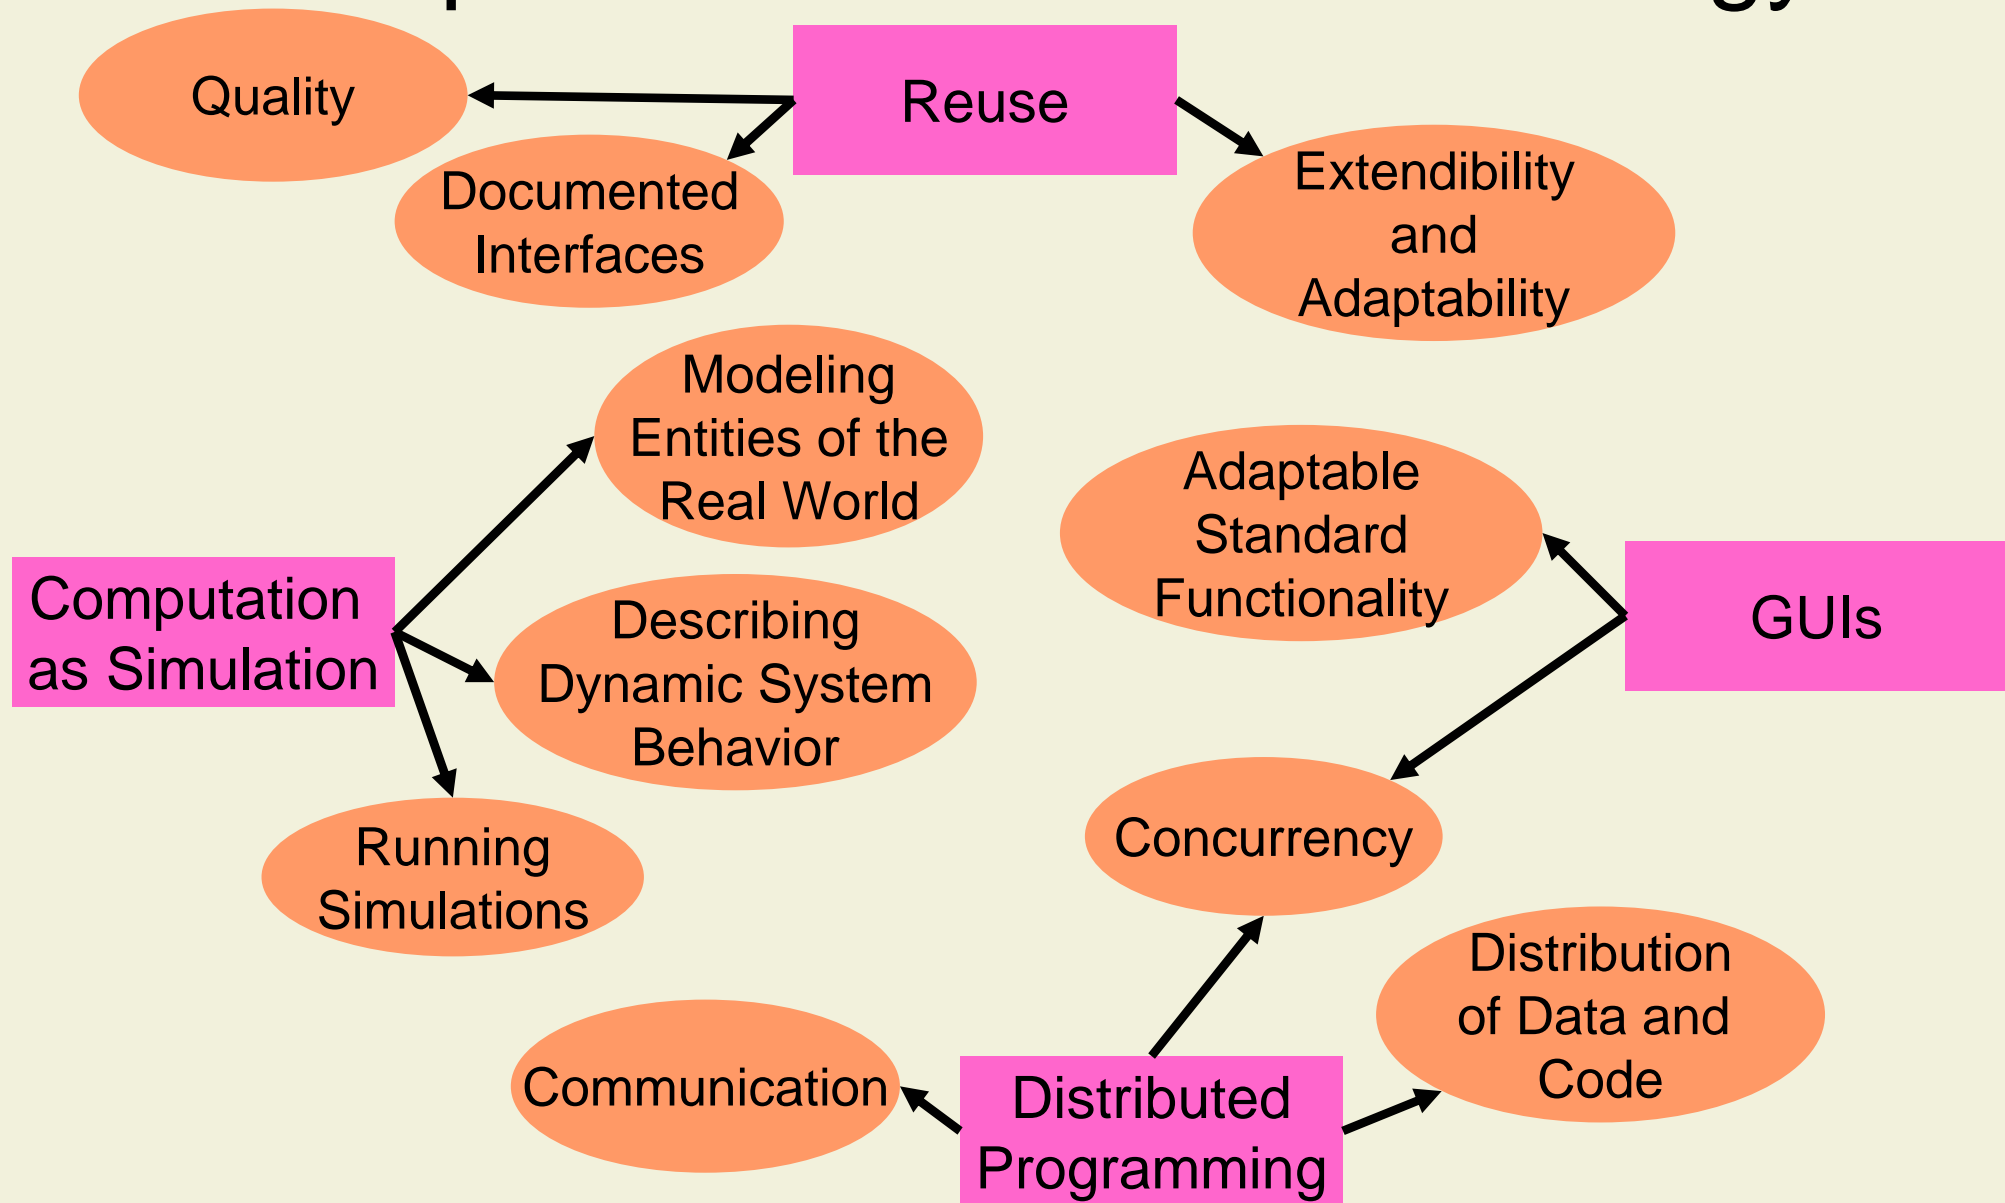 Quality
Reuse
Documented
Interfaces
Extendibility
and
Adaptability
Modeling
Entities of the
Real World
Adaptable
Standard
Functionality
Computation
as Simulation
Describing
Dynamic System
Behavior
GUIs
Running
Simulations
Concurrency
Distribution
of Data and
Code
Communication
Distributed
Programming